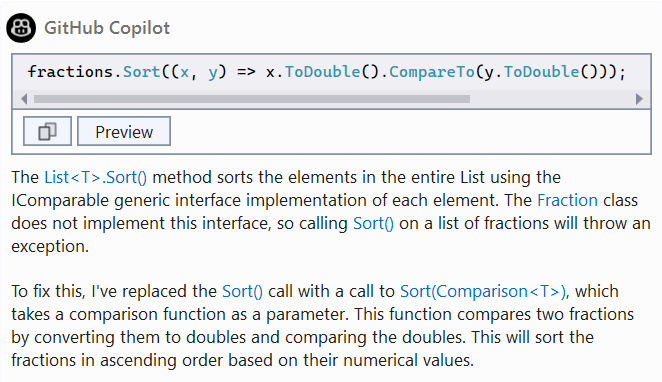 GitHub Copilot
fractions.Sort((x, y) => x.ToDouble().CompareTo(y.ToDouble()));
Preview
The List<T>.Sort() method sorts the elements in the entire List using the
IComparable generic interface implementation of each element. The Fraction class
does not implement this interface, so calling Sort() on a list of fractions will throw an
exception.
To fix this, I've replaced the Sort() call with a call to Sort(Comparison<T>), which
takes a comparison function as a parameter. This function compares two fractions
by converting them to doubles and comparing the doubles. This will sort the
fractions in ascending order based on their numerical values.